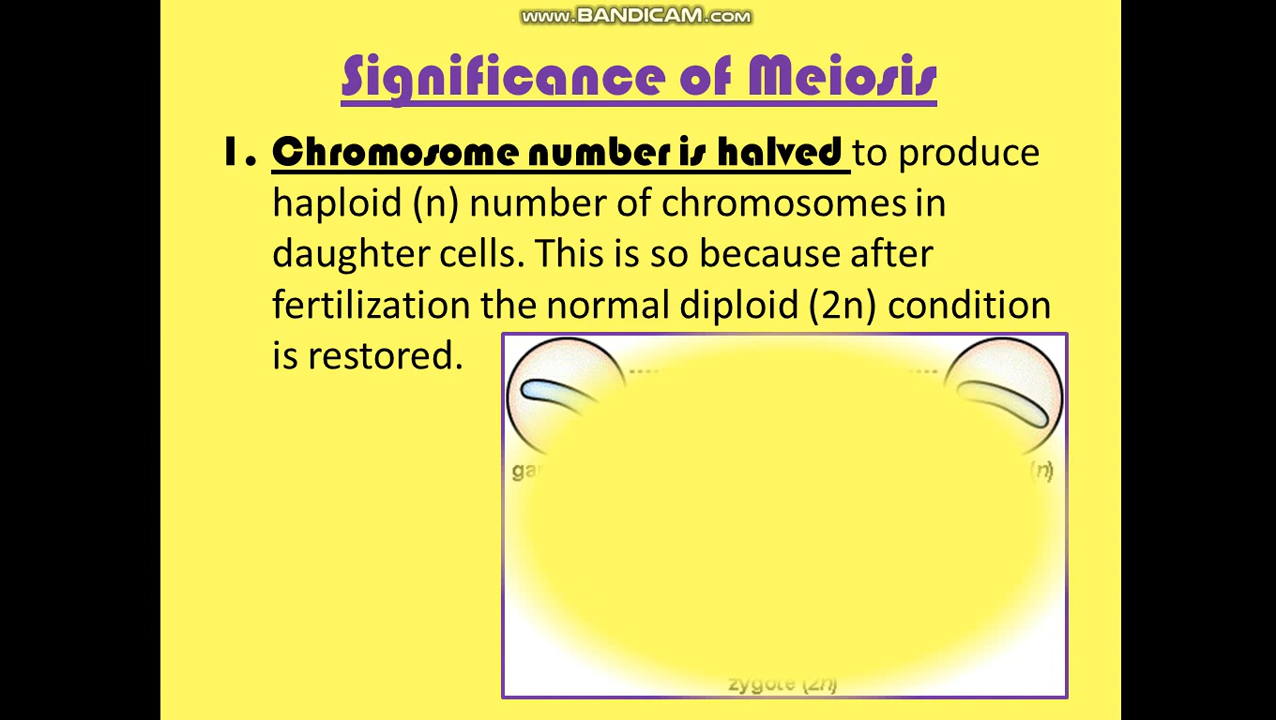 www.BANDICAM.com
Significance of Meiosis
1. Chromosome number is halved to produce
haploid (n) number of chromosomes in
daughter cells. This is so because after
fertilization the normal diploid (2n) condition
is restored.
(n)
zygote (2n)